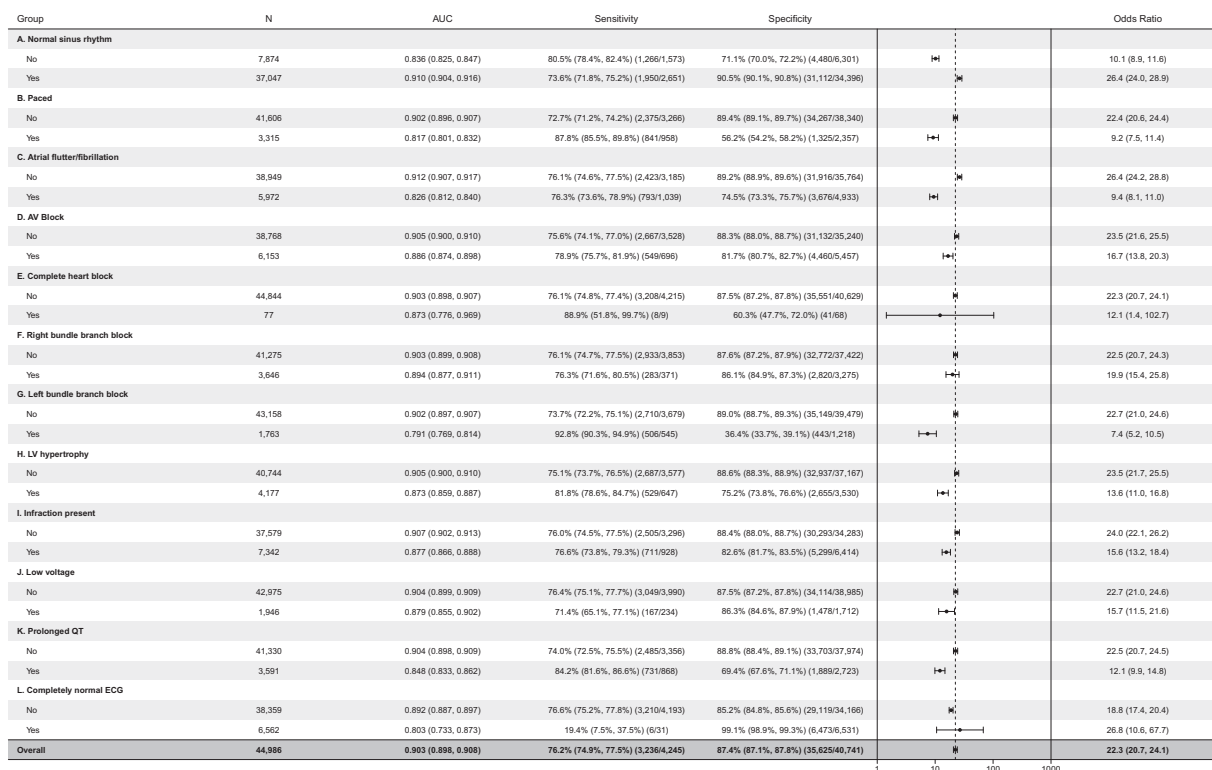 Group N AUC Sensitivity Specificity Odds Ratio
A. Normal sinus rhythm
No 7,874 0.836 (0.825, 0.847) 80.5% (78.4%, 82.4%) (1,266/1,573) 71.1% (70.0%, 72.2%) (4,480/6,301) 10.1 (8.9, 11.6)
Yes 37,047 0.910 (0.904, 0.916) 73.6% (71.8%, 75.2%) (1,950/2,651) 90.5% (90.1%, 90.8%) (31,112/34,396) 26.4 (24.0, 28.9)
B. Paced
No 41,606 0.902 (0.896, 0.907) 72.7% (71.2%, 74.2%) (2,375/3,266) 89.4% (89.1%, 89.7%) (34,267/38,340) 22.4 (20.6, 24.4)
Yes 3,315 0.817 (0.801, 0.832) 87.8% (85.5%, 89.8%) (841/958) 56.2% (54.2%, 58.2%) (1,325/2,357) 9.2 (7.5, 11.4)
C. Atrial flutter/fibrillation
No 38,949 0.912 (0.907, 0.917) 76.1% (74.6%, 77.5%) (2,423/3,185) 89.2% (88.9%, 89.6%) (31,916/35,764) 26.4 (24.2, 28.8)
Yes 5,972 0.826 (0.812, 0.840) 76.3% (73.6%, 78.9%) (793/1,039) 74.5% (73.3%, 75.7%) (3,676/4,933) 9.4 (8.1, 11.0)
D. AV Block
No 38,768 0.905 (0.900, 0.910) 75.6% (74.1%, 77.0%) (2,667/3,528) 88.3% (88.0%, 88.7%) (31,132/35,240) 23.5 (21.6, 25.5)
Yes 6,153 0.886 (0.874, 0.898) 78.9% (75.7%, 81.9%) (549/696) 81.7% (80.7%, 82.7%) (4,460/5,457) 16.7 (13.8, 20.3)
E. Complete heart block
No 44,844 0.903 (0.898, 0.907) 76.1% (74.8%, 77.4%) (3,208/4,215) 87.5% (87.2%, 87.8%) (35,551/40,629) 22.3 (20.7, 24.1)
Yes 77 0.873 (0.776, 0.969) 88.9% (51.8%, 99.7%) (8/9) 60.3% (47.7%, 72.0%) (41/68) 12.1 (1.4, 102.7)
F. Right bundle branch block
No 41,275 0.903 (0.899, 0.908) 76.1% (74.7%, 77.5%) (2,933/3,853) 87.6% (87.2%, 87.9%) (32,772/37,422) 22.5 (20.7, 24.3)
Yes 3,646 0.894 (0.877, 0.911) 76.3% (71.6%, 80.5%) (283/371) 86.1% (84.9%, 87.3%) (2,820/3,275) 19.9 (15.4, 25.8)
G. Left bundle branch block
No 43,158 0.902 (0.897, 0.907) 73.7% (72.2%, 75.1%) (2,710/3,679) 89.0% (88.7%, 89.3%) (35,149/39,479) 22.7 (21.0, 24.6)
Yes 1,763 0.791 (0.769, 0.814) 92.8% (90.3%, 94.9%) (506/545) 36.4% (33.7%, 39.1%) (443/1,218) 7.4 (5.2, 10.5)
H. LV hypertrophy
No 40,744 0.905 (0.900, 0.910) 75.1% (73.7%, 76.5%) (2,687/3,577) 88.6% (88.3%, 88.9%) (32,937/37,167) 23.5 (21.7, 25.5)
Yes 4,177 0.873 (0.859, 0.887) 81.8% (78.6%, 84.7%) (529/647) 75.2% (73.8%, 76.6%) (2,655/3,530) 13.6 (11.0, 16.8)
I. Infraction present
No 37,579 0.907 (0.902, 0.913) 76.0% (74.5%, 77.5%) (2,505/3,296) 88.4% (88.0%, 88.7%) (30,293/34,283) 24.0 (22.1, 26.2)
Yes 7,342 0.877 (0.866, 0.888) 76.6% (73.8%, 79.3%) (711/928) 82.6% (81.7%, 83.5%) (5,299/6,414) 15.6 (13.2, 18.4)
J. Low voltage
No 42,975 0.904 (0.899, 0.909) 76.4% (75.1%, 77.7%) (3,049/3,990) 87.5% (87.2%, 87.8%) (34,114/38,985) 22.7 (21.0, 24.6)
Yes 1,946 0.879 (0.855, 0.902) 71.4% (65.1%, 77.1%) (167/234) 86.3% (84.6%, 87.9%) (1,478/1,712) 15.7 (11.5, 21.6)
K. Prolonged QT
No 41,330 0.904 (0.898, 0.909) 74.0% (72.5%, 75.5%) (2,485/3,356) 88.8% (88.4%, 89.1%) (33,703/37,974) 22.5 (20.7, 24.5)
Yes 3,591 0.848 (0.833, 0.862) 84.2% (81.6%, 86.6%) (731/868) 69.4% (67.6%, 71.1%) (1,889/2,723) 12.1 (9.9, 14.8)
L. Completely normal ECG
No 38,359 0.892 (0.887, 0.897) 76.6% (75.2%, 77.8%) (3,210/4,193) 85.2% (84.8%, 85.6%) (29,119/34,166) 18.8 (17.4, 20.4)
Yes 6,562 0.803 (0.733, 0.873) 19.4% (7.5%, 37.5%) (6/31) 99.1% (98.9%, 99.3%) (6,473/6,531) 26.8 (10.6, 67.7)
Overall 44,986 0.903 (0.898, 0.908) 76.2% (74.9%, 77.5%) (3,236/4,245) 87.4% (87.1%, 87.8%) (35,625/40,741) 22.3 (20.7, 24.1)
1 10 100 1000